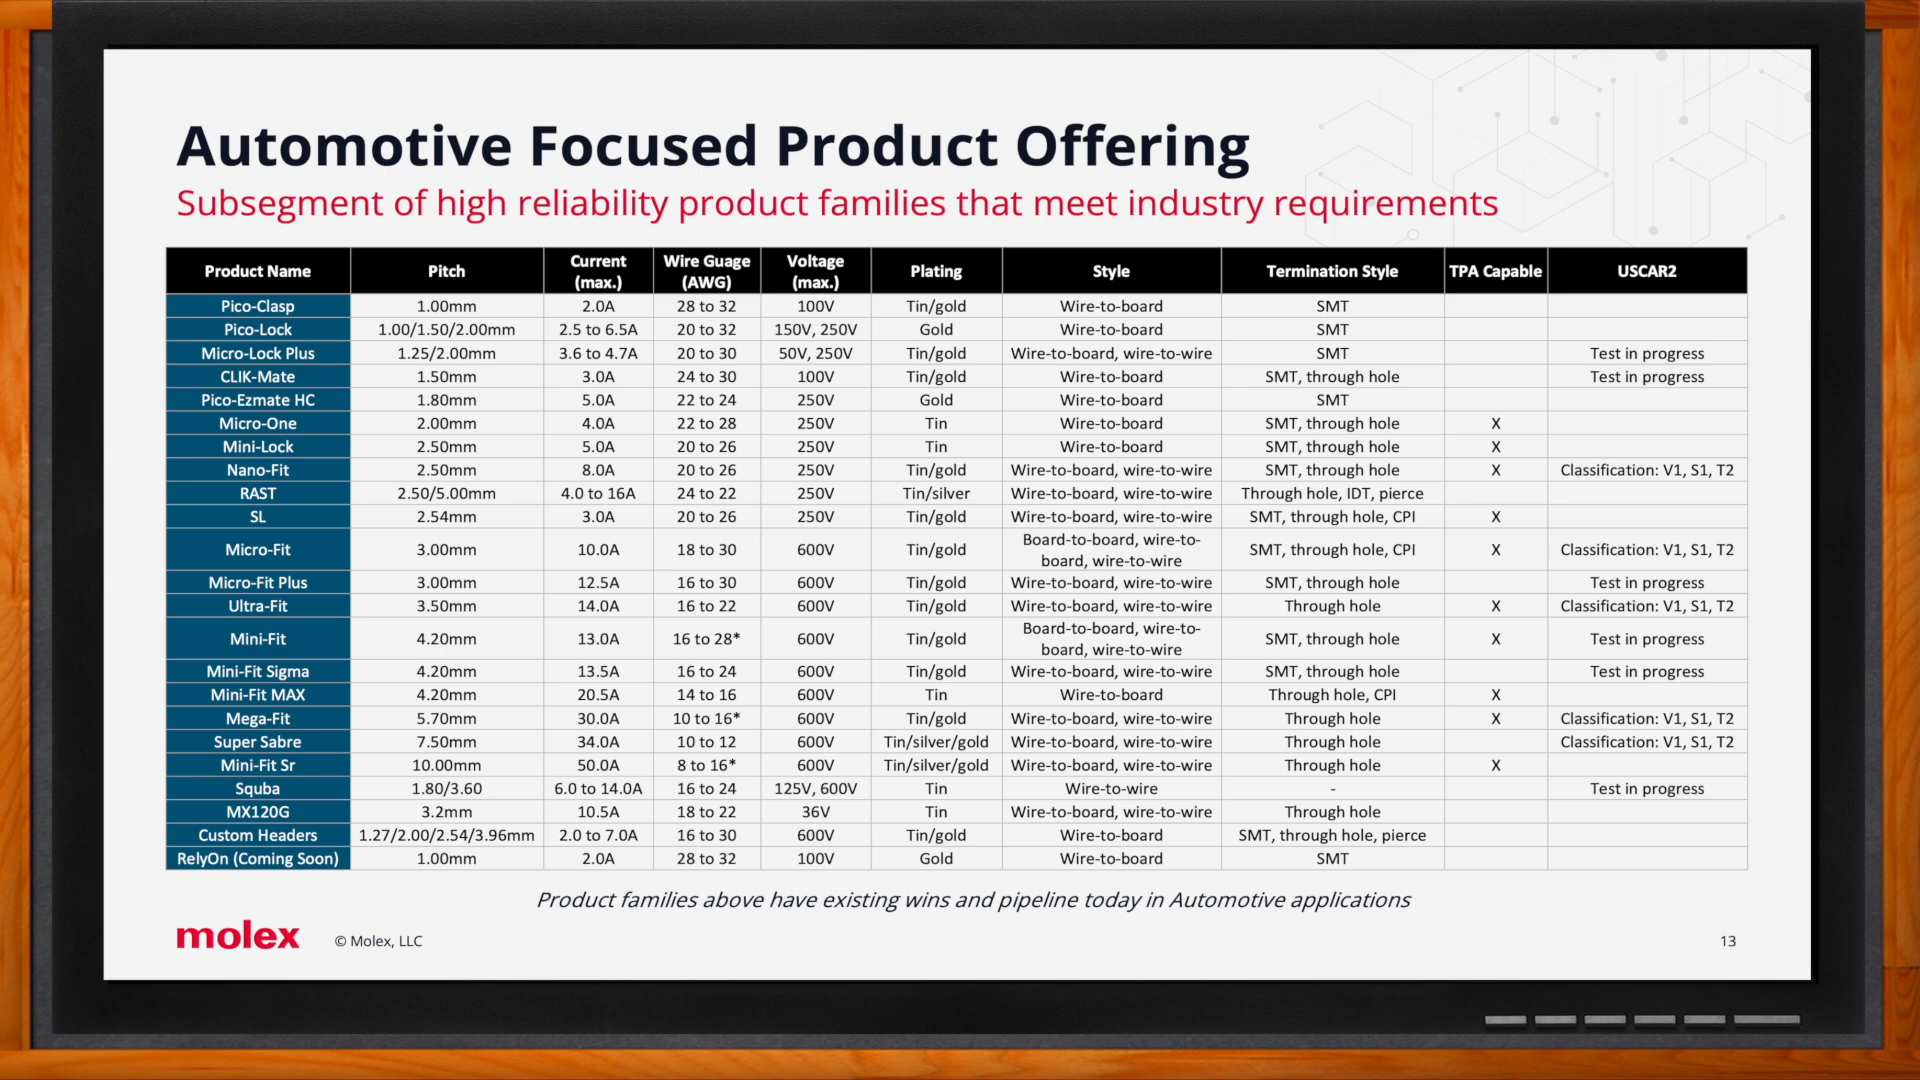 Automotive Focused Product Offering
Subsegment of high reliability product families that meet industry requirements
Product Name Pitch Current (max.) Wire Guage (AWG) Voltage (max.) Plating Style Termination Style TPA Capable USCAR2
Pico-Clasp 1.00mm 2.0A 28 to 32 100V Tin/gold Wire-to-board SMT
Pico-Lock 1.00/1.50/2.00mm 2.5 to 6.5A 20 to 32 150V, 250V Gold Wire-to-board SMT
Micro-Lock Plus 1.25/2.00mm 3.6 to 4.7A 20 to 30 50V, 250V Tin/gold Wire-to-board, wire-to-wire SMT Test in progress
CLIK-Mate 1.50mm 3.0A 24 to 30 100V Tin/gold Wire-to-board SMT, through hole Test in progress
Pico-Ezmate HC 1.80mm 5.0A 22 to 24 250V Gold Wire-to-board SMT
Micro-One 2.00mm 4.0A 22 to 28 250V Tin Wire-to-board SMT, through hole X
Mini-Lock 2.50mm 5.0A 20 to 26 250V Tin Wire-to-board SMT, through hole X
Nano-Fit 2.50mm 8.0A 20 to 26 250V Tin/gold Wire-to-board, wire-to-wire SMT, through hole X Classification: V1, S1, T2
RAST 2.50/5.00mm 4.0 to 16A 24 to 22 250V Tin/silver Wire-to-board, wire-to-wire Through hole, IDT, pierce
SL 2.54mm 3.0A 20 to 26 250V Tin/gold Wire-to-board, wire-to-wire SMT, through hole, CPI X
Micro-Fit 3.00mm 10.0A 18 to 30 600V Tin/gold Board-to-board, wire-to-board, wire-to-wire SMT, through hole, CPI X Classification: V1, S1, T2
Micro-Fit Plus 3.00mm 12.5A 16 to 30 600V Tin/gold Wire-to-board, wire-to-wire SMT, through hole Test in progress
Ultra-Fit 3.50mm 14.0A 16 to 22 600V Tin/gold Wire-to-board, wire-to-wire Through hole X Classification: V1, S1, T2
Mini-Fit 4.20mm 13.0A 16 to 28* 600V Tin/gold Board-to-board, wire-to-board, wire-to-wire SMT, through hole X Test in progress
Mini-Fit Sigma 4.20mm 13.5A 16 to 24 600V Tin/gold Wire-to-board, wire-to-wire SMT, through hole Test in progress
Mini-Fit MAX 4.20mm 20.5A 14 to 16 600V Tin Wire-to-board Through hole, CPI X
Mega-Fit 5.70mm 30.0A 10 to 16* 600V Tin/gold Wire-to-board, wire-to-wire Through hole X Classification: V1, S1, T2
Super Sabre 7.50mm 34.0A 10 to 12 600V Tin/silver/gold Wire-to-board, wire-to-wire Through hole Classification: V1, S1, T2
Mini-Fit Sr 10.00mm 50.0A 8 to 16* 600V Tin/silver/gold Wire-to-board, wire-to-wire Through hole X
Squba 1.80/3.60 6.0 to 14.0A 16 to 24 125V, 600V Tin Wire-to-wire - Test in progress
MX120G 3.2mm 10.5A 18 to 22 36V Tin Wire-to-board, wire-to-wire Through hole
Custom Headers 1.27/2.00/2.54/3.96mm 2.0 to 7.0A 16 to 30 600V Tin/gold Wire-to-board SMT, through hole, pierce
RelyOn (Coming Soon) 1.00mm 2.0A 28 to 32 100V Gold Wire-to-board SMT
Product families above have existing wins and pipeline today in Automotive applications
molex © Molex, LLC 13